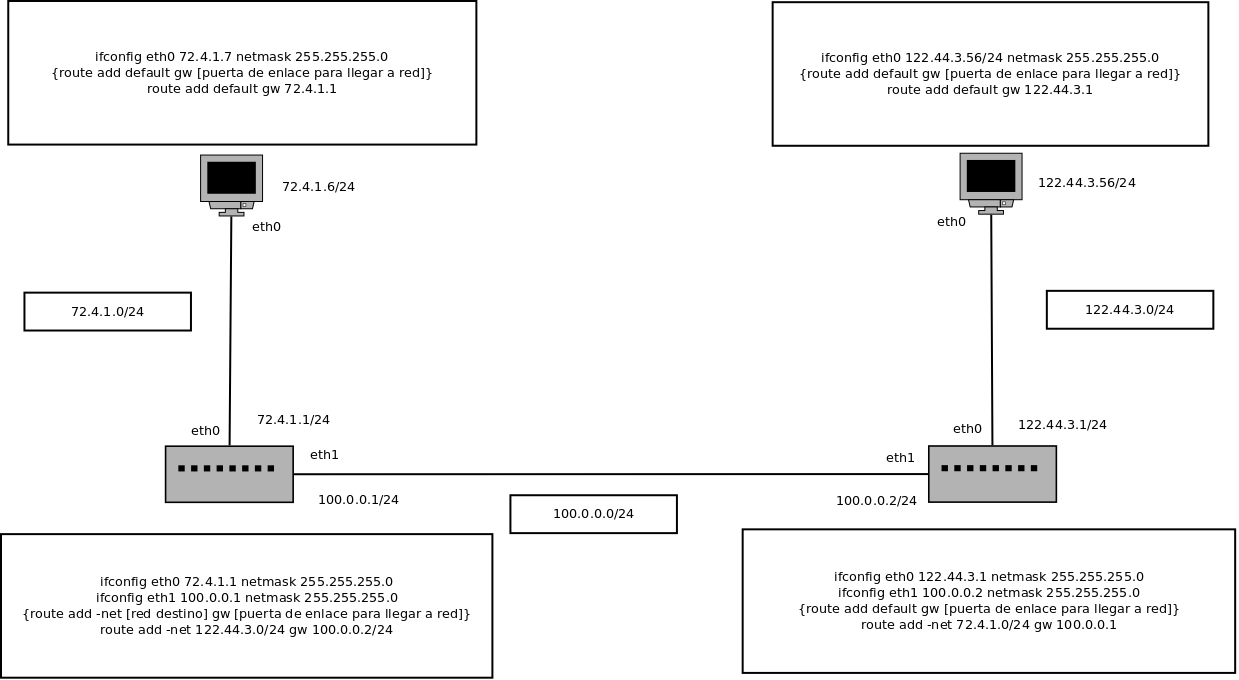 ifconfig eth0 72.4.1.7 netmask 255.255.255.0
{route add default gw [puerta de enlace para llegar a red]}
route add default gw 72.4.1.1
ifconfig eth0 122.44.3.56/24 netmask 255.255.255.0
{route add default gw [puerta de enlace para llegar a red]}
route add default gw 122.44.3.1
72.4.1.6/24
eth0
122.44.3.56/24
eth0
72.4.1.0/24
122.44.3.0/24
72.4.1.1/24
eth0
eth1
100.0.0.1/24
100.0.0.0/24
122.44.3.1/24
eth0
eth1
100.0.0.2/24
ifconfig eth0 72.4.1.1 netmask 255.255.255.0
ifconfig eth1 100.0.0.1 netmask 255.255.255.0
{route add -net [red destino] gw [puerta de enlace para llegar a red]}
route add -net 122.44.3.0/24 gw 100.0.0.2/24
ifconfig eth0 122.44.3.1 netmask 255.255.255.0
ifconfig eth1 100.0.0.2 netmask 255.255.255.0
{route add default gw [puerta de enlace para llegar a red]}
route add -net 72.4.1.0/24 gw 100.0.0.1